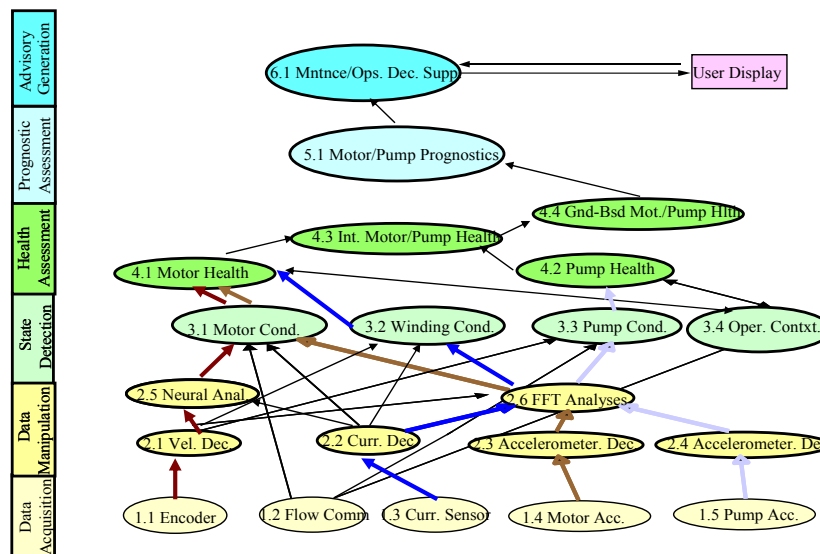 Advisory
Generation
6.1 Mntnce/Ops. Dec. Supp
User Display
Prognostic
Assessment
5.1 Motor/Pump Prognostics
Health
Assessment
4.4 Gnd-Bsd Mot./Pump Hlth
4.3 Int. Motor/Pump Health
4.1 Motor Health
4.2 Pump Health
State
Detection
3.1 Motor Cond.
3.2 Winding Cond.
3.3 Pump Cond.
3.4 Oper. Contxt.
Data
Manipulation
2.5 Neural Anal.
2.6 FFT Analyses
2.1 Vel. Dec.
2.2 Curr. Dec
2.3 Accelerometer. Dec
2.4 Accelerometer. De
Data
Acquisition
1.1 Encoder
1.2 Flow Comm
1.3 Curr. Sensor
1.4 Motor Acc.
1.5 Pump Acc.